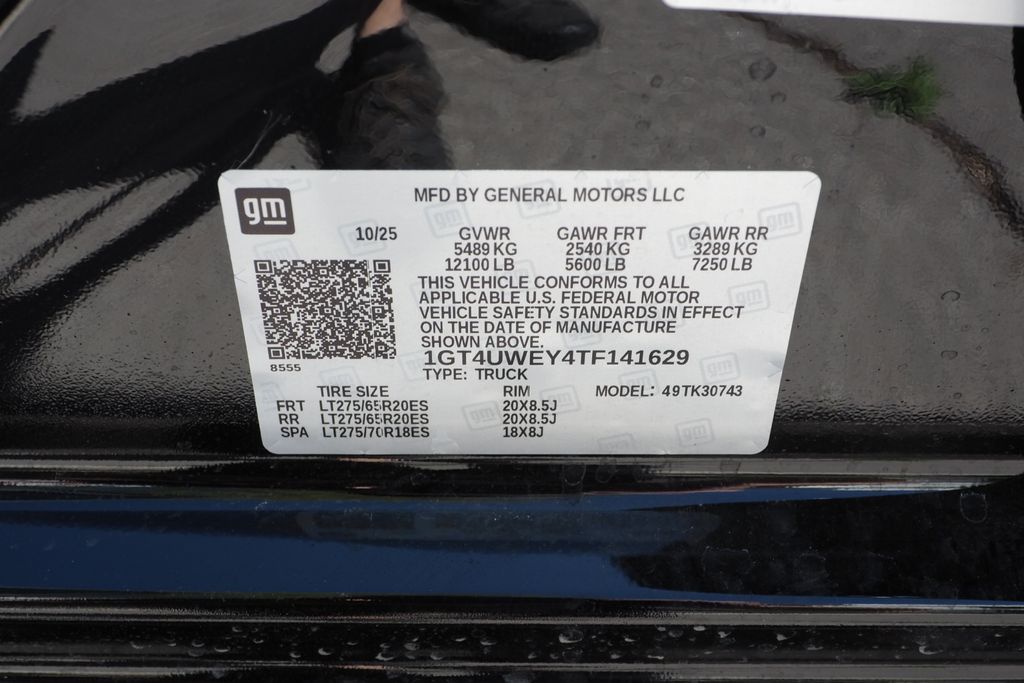 gm
MFD BY GENERAL MOTORS LLC
10/25 GVWR GAWR FRT GAWR RR
5489 KG 2540 KG 3289 KG
12100 LB 5600 LB 7250 LB
THIS VEHICLE CONFORMS TO ALL
APPLICABLE U.S. FEDERAL MOTOR
VEHICLE SAFETY STANDARDS IN EFFECT
ON THE DATE OF MANUFACTURE
SHOWN ABOVE.
8555
1GT4UWEY4TF141629
TYPE: TRUCK
TIRE SIZE RIM MODEL: 49TK30743
FRT LT275/65R20ES 20X8.5J
RR LT275/65R20ES 20X8.5J
SPA LT275/70R18ES 18X8J